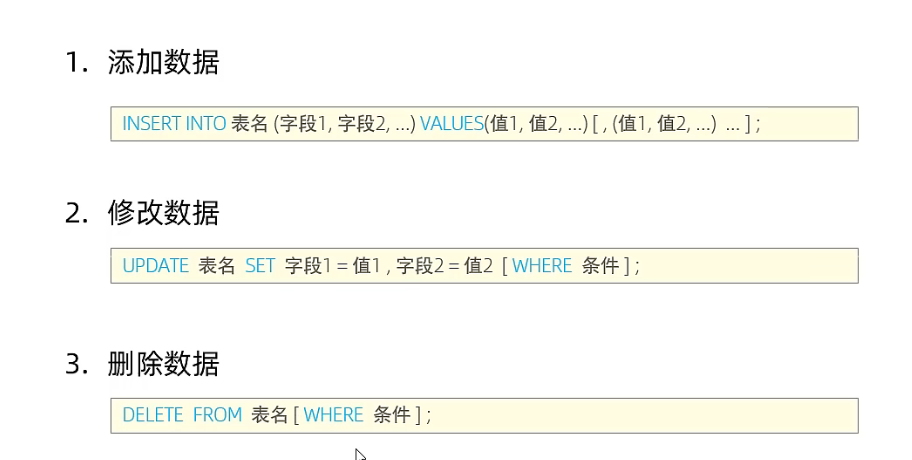 1. 添加数据
INSERT INTO 表名 (字段1, 字段2, ...) VALUES(值1, 值2, ...) [ , (值1, 值2, ...) ... ] ;
2. 修改数据
UPDATE 表名 SET 字段1 = 值1 , 字段2 = 值2 [ WHERE 条件 ] ;
3. 删除数据
DELETE FROM 表名 [ WHERE 条件 ] ;